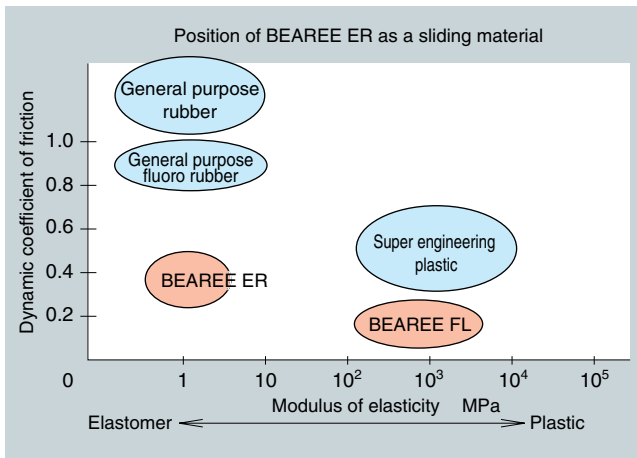 Position of BEAREE ER as a sliding material
Dynamic coefficient of friction
1.0
0.8
0.6
0.4
0.2
General purpose
rubber
General purpose
fluoro rubber
BEAREE ER
Super engineering
plastic
BEAREE FL
0 1 10 10² 10³ 10⁴ 10⁵
Modulus of elasticity MPa
Elastomer Plastic